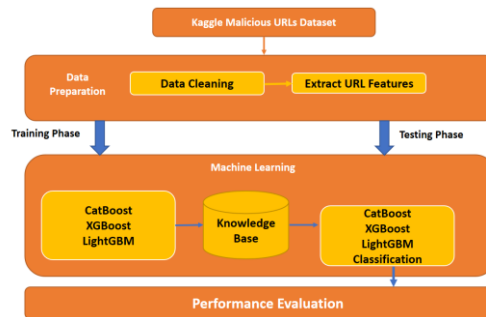 Kaggle Malicious URLs Dataset
Data
Preparation
Data Cleaning
Extract URL Features
Training Phase
Testing Phase
Machine Learning
CatBoost
XGBoost
LightGBM
Knowledge
Base
CatBoost
XGBoost
LightGBM
Classification
Performance Evaluation